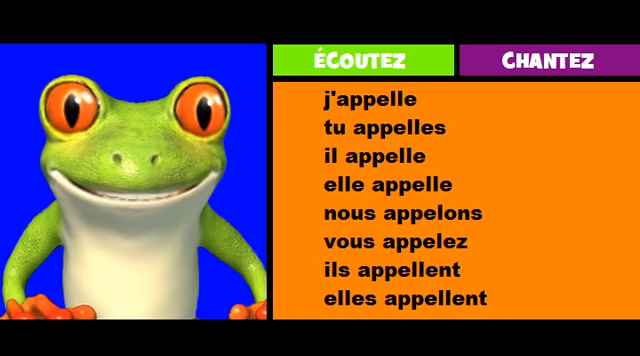 ÉCOUTEZ
CHANTEZ
j'appelle
tu appelles
il appelle
elle appelle
nous appelons
vous appelez
ils appellent
elles appellent